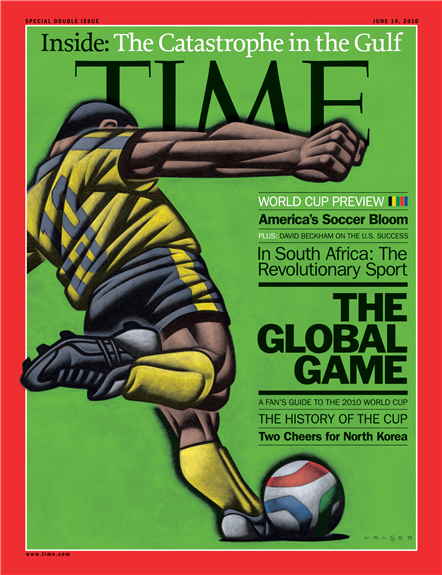 SPECIAL DOUBLE ISSUE
JUNE 14, 2010
Inside: The Catastrophe in the Gulf
TIME
WORLD CUP PREVIEW
America's Soccer Bloom
PLUS: DAVID BECKHAM ON THE U.S. SUCCESS
In South Africa: The
Revolutionary Sport
THE
GLOBAL
GAME
A FAN'S GUIDE TO THE 2010 WORLD CUP
THE HISTORY OF THE CUP
Two Cheers for North Korea
FRASER
www.time.com